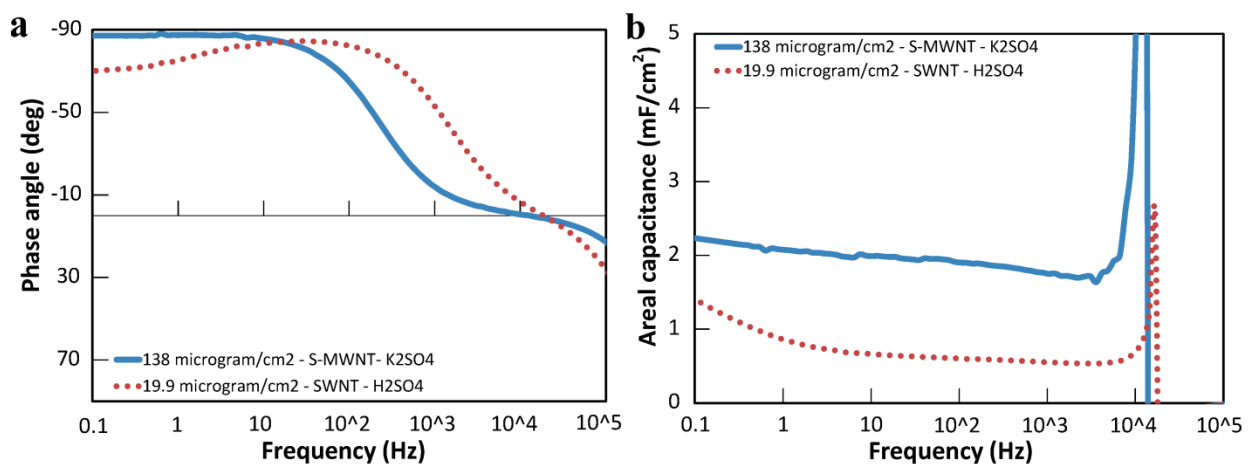 a
-90
-50
-10
30
70
Phase angle (deg)
138 microgram/cm2 - S-MWNT- K2SO4
19.9 microgram/cm2 - SWNT - H2SO4
0.1 1 10 10^2 10^3 10^4 10^5
Frequency (Hz)
b
5
4
3
2
1
0
Areal capacitance (mF/cm²)
138 microgram/cm2 - S-MWNT - K2SO4
19.9 microgram/cm2 - SWNT - H2SO4
0.1 1 10 10^2 10^3 10^4 10^5
Frequency (Hz)